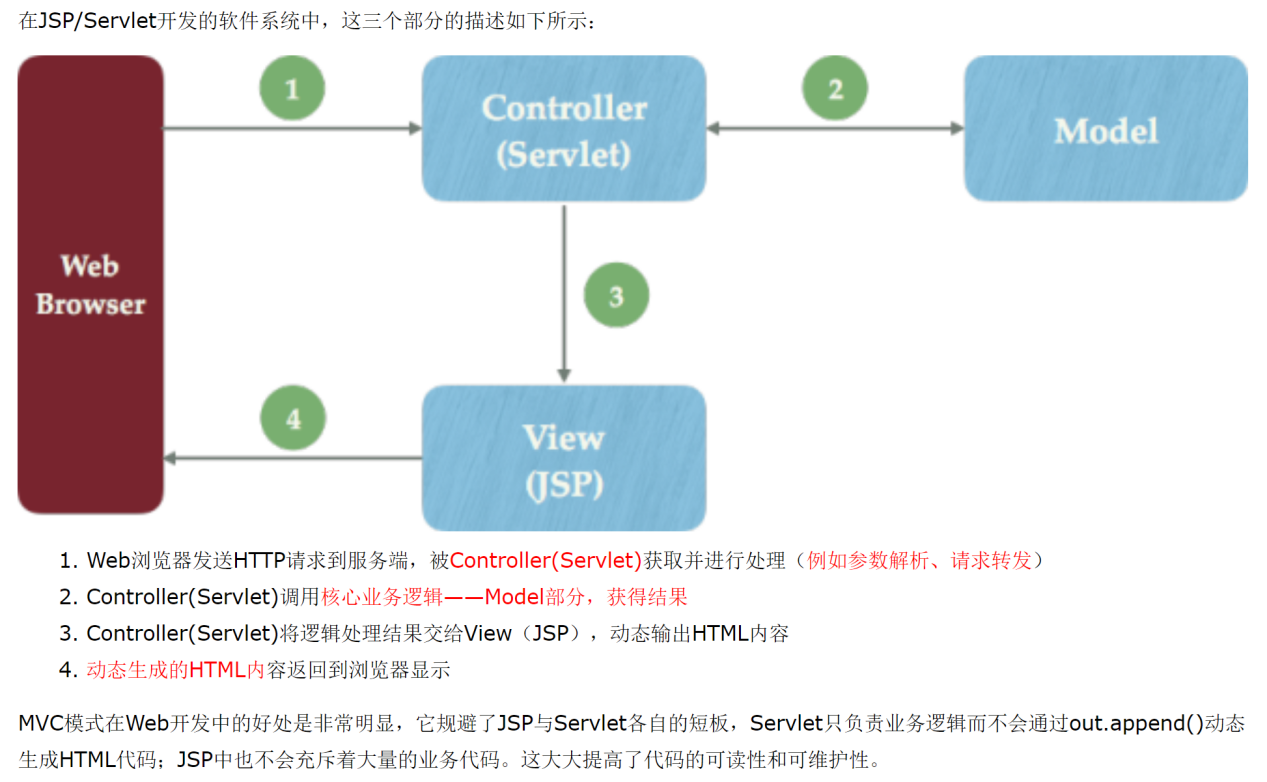 在JSP/Servlet开发的软件系统中，这三个部分的描述如下所示：
1
2
Controller
(Servlet)
Model
Web
Browser
3
4
View
(JSP)
1. Web浏览器发送HTTP请求到服务端，被Controller(Servlet)获取并进行处理（例如参数解析、请求转发）
2. Controller(Servlet)调用核心业务逻辑——Model部分，获得结果
3. Controller(Servlet)将逻辑处理结果交给View（JSP），动态输出HTML内容
4. 动态生成的HTML内容返回到浏览器显示
MVC模式在Web开发中的好处是非常明显，它规避了JSP与Servlet各自的短板，Servlet只负责业务逻辑而不会通过out.append()动态
生成HTML代码；JSP中也不会充斥着大量的业务代码。这大大提高了代码的可读性和可维护性。